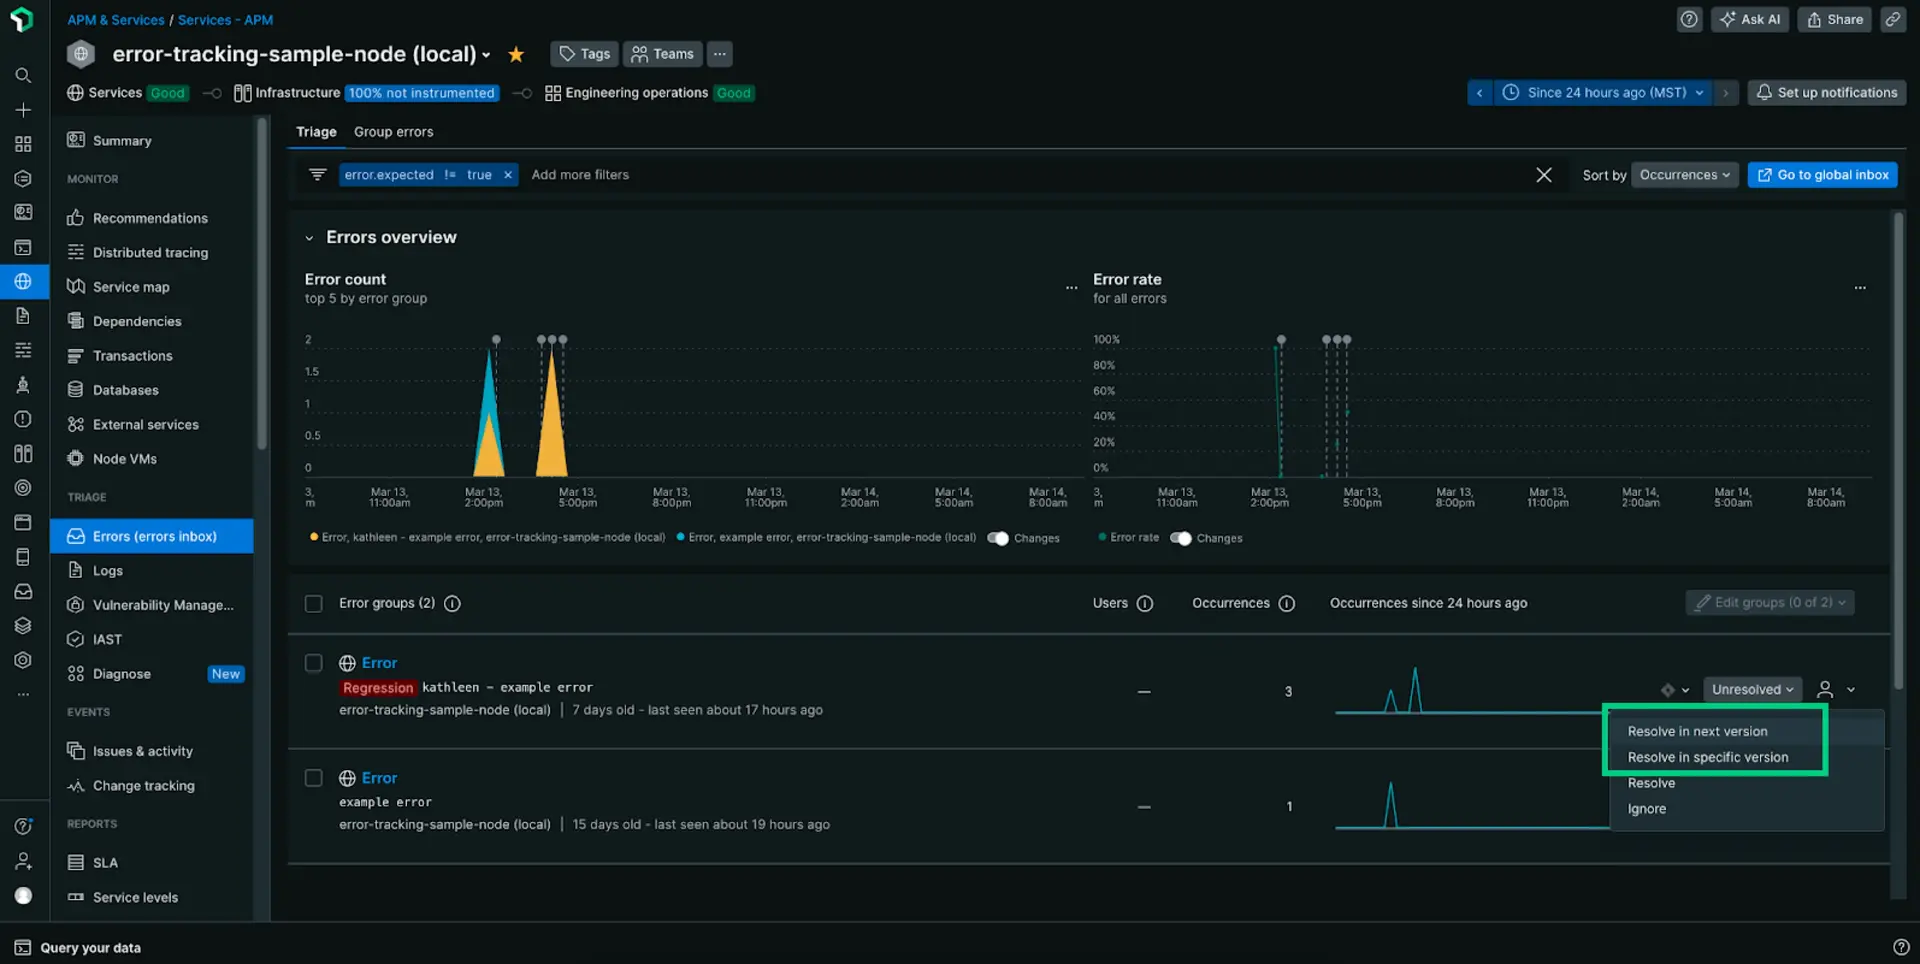 APM & Services / Services - APM
Ask AI
Share
error-tracking-sample-node (local)
Tags
Teams
Services Good
Infrastructure 100% not instrumented
Engineering operations Good
Since 24 hours ago (MST)
Set up notifications
Summary
MONITOR
Recommendations
Distributed tracing
Service map
Dependencies
Transactions
Databases
External services
Node VMs
TRIAGE
Errors (errors inbox)
Logs
Vulnerability Manage...
IAST
Diagnose New
EVENTS
Issues & activity
Change tracking
REPORTS
SLA
Service levels
Query your data
Triage
Group errors
error.expected != true ×
Add more filters
Sort by Occurrences
Go to global inbox
Errors overview
Error count
top 5 by error group
2
1.5
1
0.5
0
3,
m
Mar 13,
11:00am
Mar 13,
2:00pm
Mar 13,
5:00pm
Mar 13,
8:00pm
Mar 13,
11:00pm
Mar 14,
2:00am
Mar 14,
5:00am
Mar 14,
8:00am
Error, kathleen - example error, error-tracking-sample-node (local)
Error, example error, error-tracking-sample-node (local)
Changes
Error rate
for all errors
100%
80%
60%
40%
20%
0%
3,
m
Mar 13,
11:00am
Mar 13,
2:00pm
Mar 13,
5:00pm
Mar 13,
8:00pm
Mar 13,
11:00pm
Mar 14,
2:00am
Mar 14,
5:00am
Mar 14,
8:00am
Error rate
Changes
Error groups (2)
Users
Occurrences
Occurrences since 24 hours ago
Edit groups (0 of 2)
Error
Regression kathleen - example error
error-tracking-sample-node (local) | 7 days old - last seen about 17 hours ago
—
3
Unresolved
Resolve in next version
Resolve in specific version
Resolve
Ignore
Error
example error
error-tracking-sample-node (local) | 15 days old - last seen about 19 hours ago
—
1